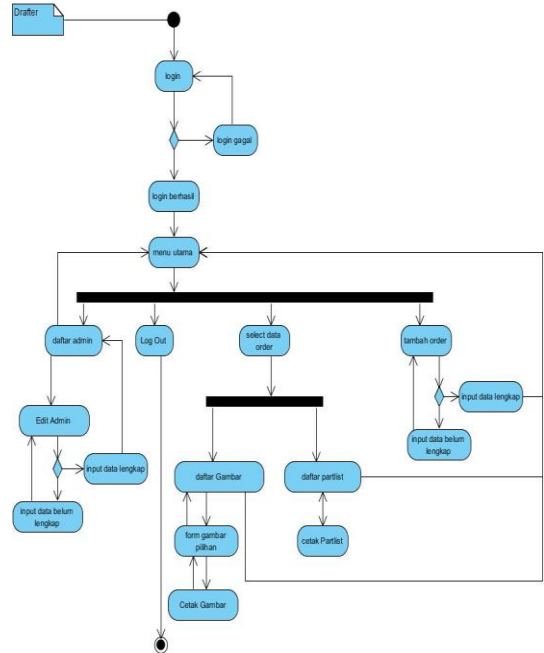 Drafter
login
login gagal
login berhasil
menu utama
daftar admin
Log Out
select data
order
tambah order
Edit Admin
input data lengkap
input data lengkap
input data belum
lengkap
daftar Gambar
daftar partlist
input data belum
lengkap
form gambar
pilihan
cetak Partlist
Cetak Gambar